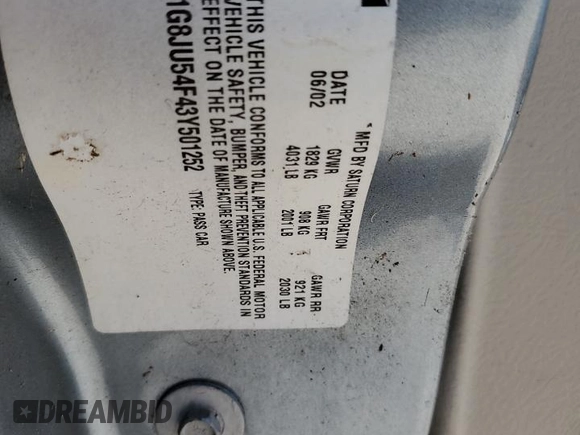 *MFD BY SATURN CORPORATION
DATE GVWR GAWR FRT GAWR RR
06/02 1829 KG 908 KG 921 KG
4031 LB 2001 LB 2030 LB
THIS VEHICLE CONFORMS TO ALL APPLICABLE U.S. FEDERAL MOTOR
VEHICLE SAFETY, BUMPER, AND THEFT PREVENTION STANDARDS IN
EFFECT ON THE DATE OF MANUFACTURE SHOWN ABOVE.
1G8JU54F43Y501252 TYPE: PASS CAR
DREAMBID